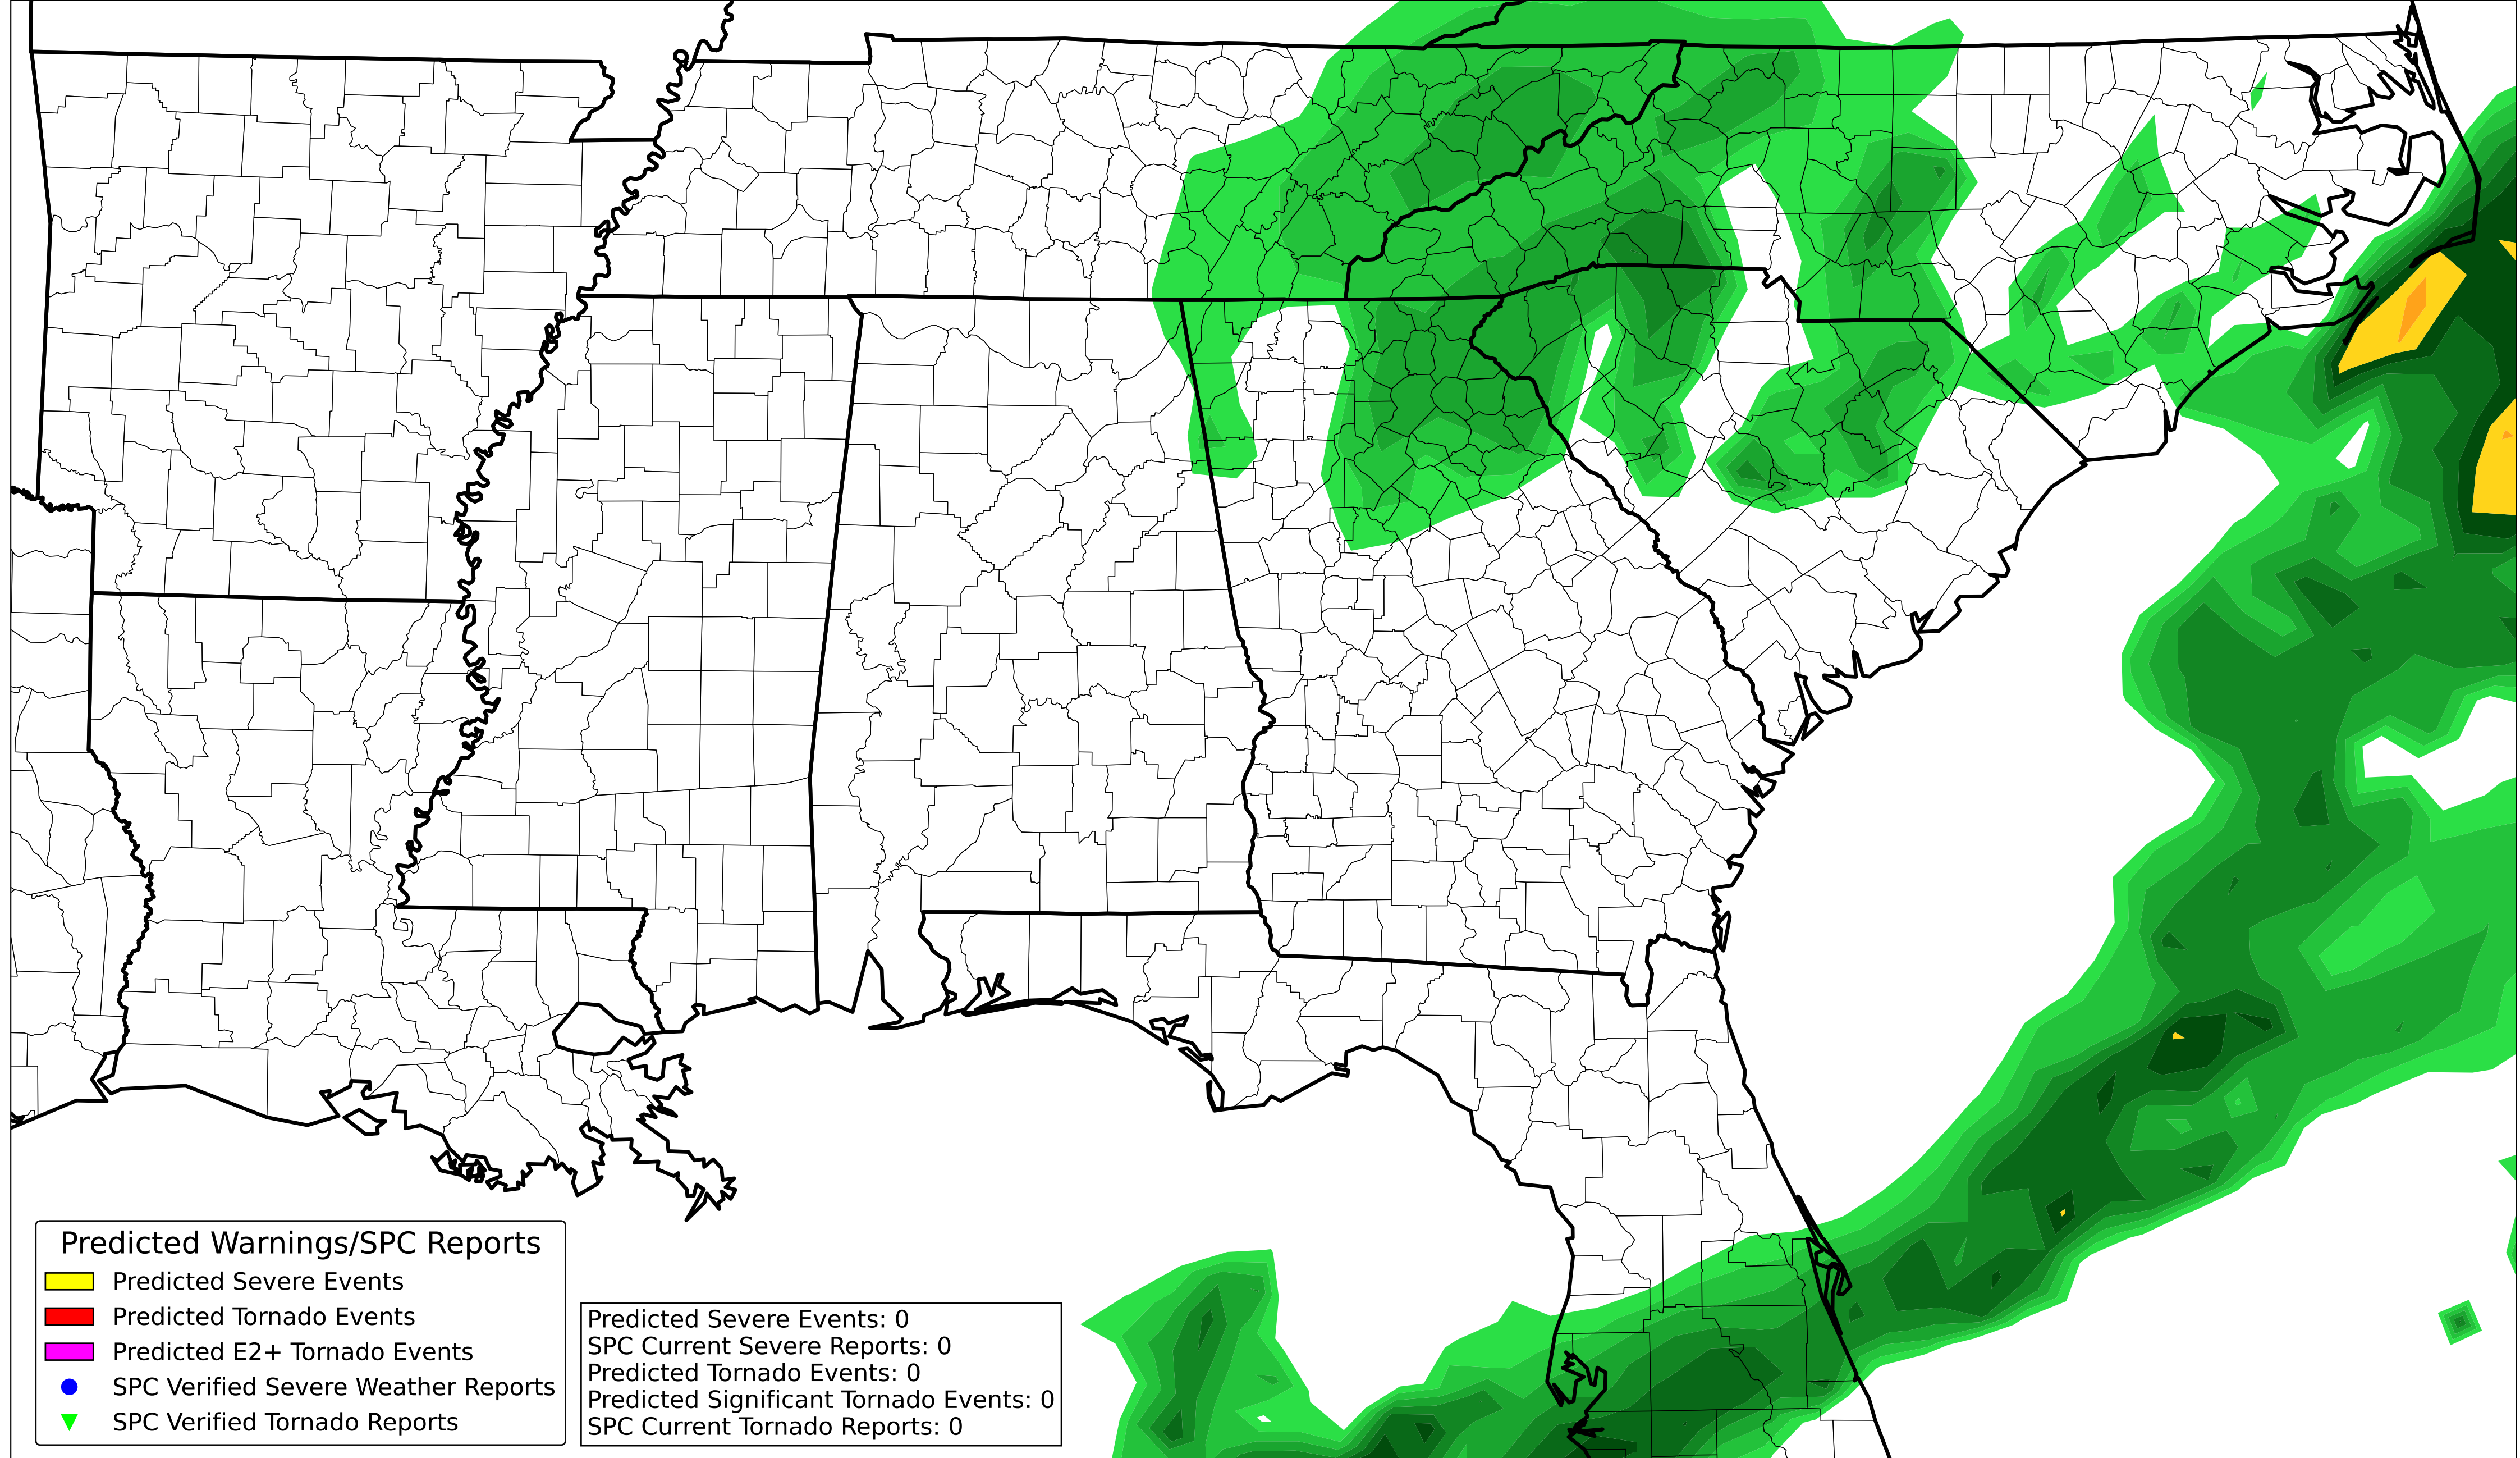 Predicted Warnings/SPC Reports
Predicted Severe Events
Predicted Tornado Events
Predicted E2+ Tornado Events
SPC Verified Severe Weather Reports
SPC Verified Tornado Reports
Predicted Severe Events: 0
SPC Current Severe Reports: 0
Predicted Tornado Events: 0
Predicted Significant Tornado Events: 0
SPC Current Tornado Reports: 0